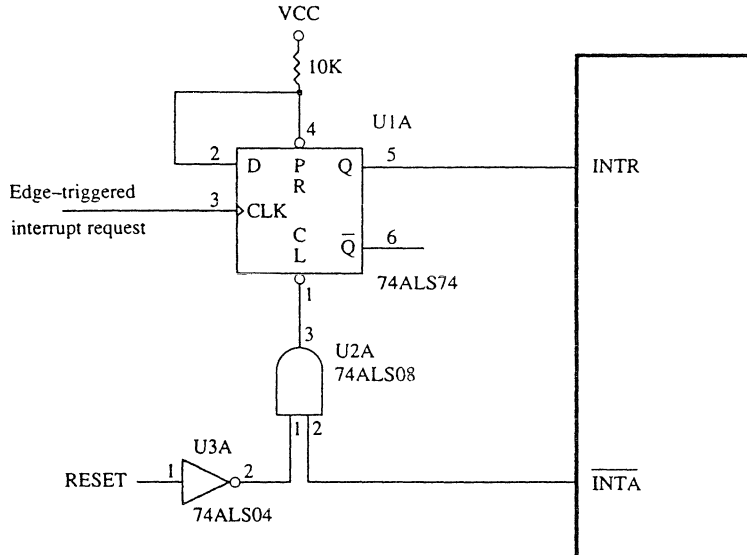 VCC
10K
4
U1A
2
D
P
R
Q
5
INTR
Edge-triggered
3
CLK
interrupt request
C
L
Q̅
6
1
74ALS74
3
U2A
74ALS08
1
2
U3A
RESET
1
2
I̅N̅T̅A̅
74ALS04